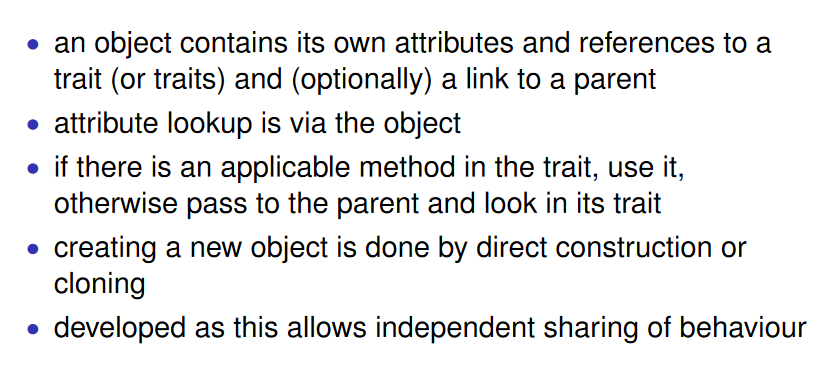 • an object contains its own attributes and references to a
trait (or traits) and (optionally) a link to a parent
• attribute lookup is via the object
• if there is an applicable method in the trait, use it,
otherwise pass to the parent and look in its trait
• creating a new object is done by direct construction or
cloning
• developed as this allows independent sharing of behaviour